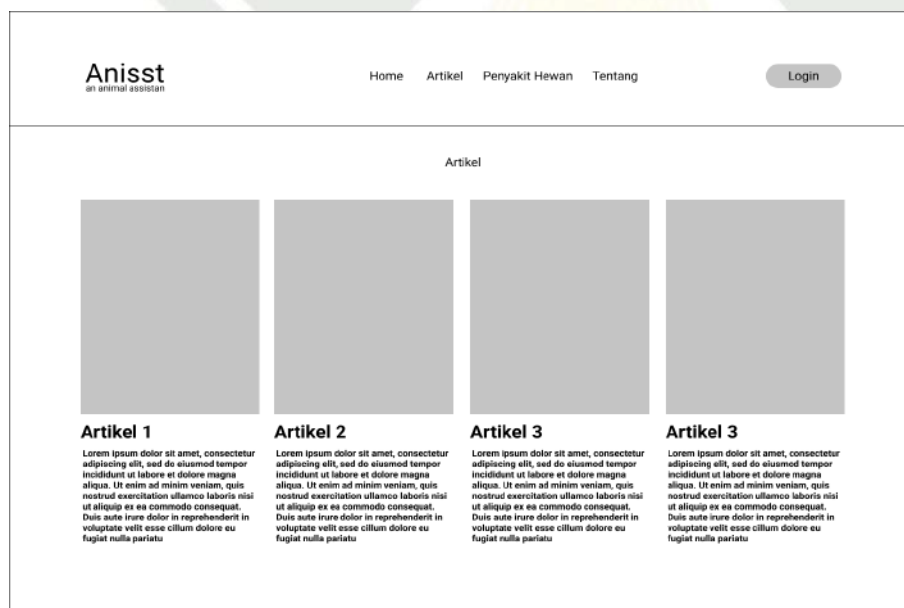 Anisst
an animal assistan
Home Artikel Penyakit Hewan Tentang
Login
Artikel
Artikel 1
Lorem ipsum dolor sit amet, consectetur
adipiscing elit, sed do eiusmod tempor
incididunt ut labore et dolore magna
aliqua. Ut enim ad minim veniam, quis
nostrud exercitation ullamco laboris nisi
ut aliquip ex ea commodo consequat.
Duis aute irure dolor in reprehenderit in
voluptate velit esse cillum dolore eu
fugiat nulla pariatu
Artikel 2
Lorem ipsum dolor sit amet, consectetur
adipiscing elit, sed do eiusmod tempor
incididunt ut labore et dolore magna
aliqua. Ut enim ad minim veniam, quis
nostrud exercitation ullamco laboris nisi
ut aliquip ex ea commodo consequat.
Duis aute irure dolor in reprehenderit in
voluptate velit esse cillum dolore eu
fugiat nulla pariatu
Artikel 3
Lorem ipsum dolor sit amet, consectetur
adipiscing elit, sed do eiusmod tempor
incididunt ut labore et dolore magna
aliqua. Ut enim ad minim veniam, quis
nostrud exercitation ullamco laboris nisi
ut aliquip ex ea commodo consequat.
Duis aute irure dolor in reprehenderit in
voluptate velit esse cillum dolore eu
fugiat nulla pariatu
Artikel 3
Lorem ipsum dolor sit amet, consectetur
adipiscing elit, sed do eiusmod tempor
incididunt ut labore et dolore magna
aliqua. Ut enim ad minim veniam, quis
nostrud exercitation ullamco laboris nisi
ut aliquip ex ea commodo consequat.
Duis aute irure dolor in reprehenderit in
voluptate velit esse cillum dolore eu
fugiat nulla pariatu